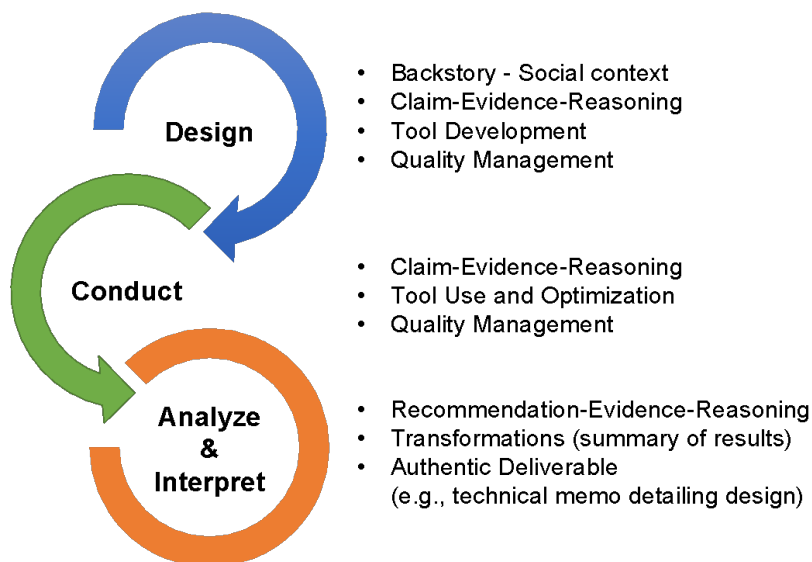 Design
• Backstory - Social context
• Claim-Evidence-Reasoning
• Tool Development
• Quality Management
Conduct
• Claim-Evidence-Reasoning
• Tool Use and Optimization
• Quality Management
Analyze
&
Interpret
• Recommendation-Evidence-Reasoning
• Transformations (summary of results)
• Authentic Deliverable
(e.g., technical memo detailing design)